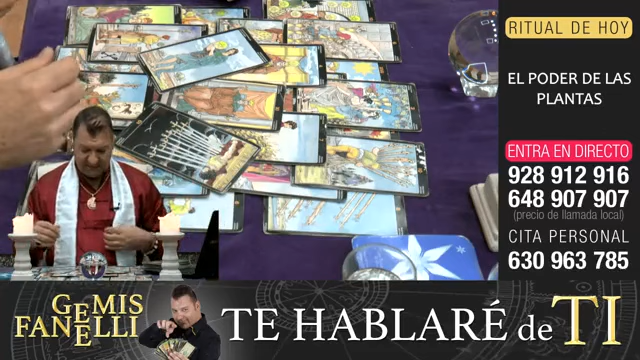 RITUAL DE HOY
EL PODER DE LAS
PLANTAS
ENTRA EN DIRECTO
928 912 916
648 907 907
(precio de llamada local)
CITA PERSONAL
630 963 785
GEMIS
FANELLI
TE HABLARÉ de TI